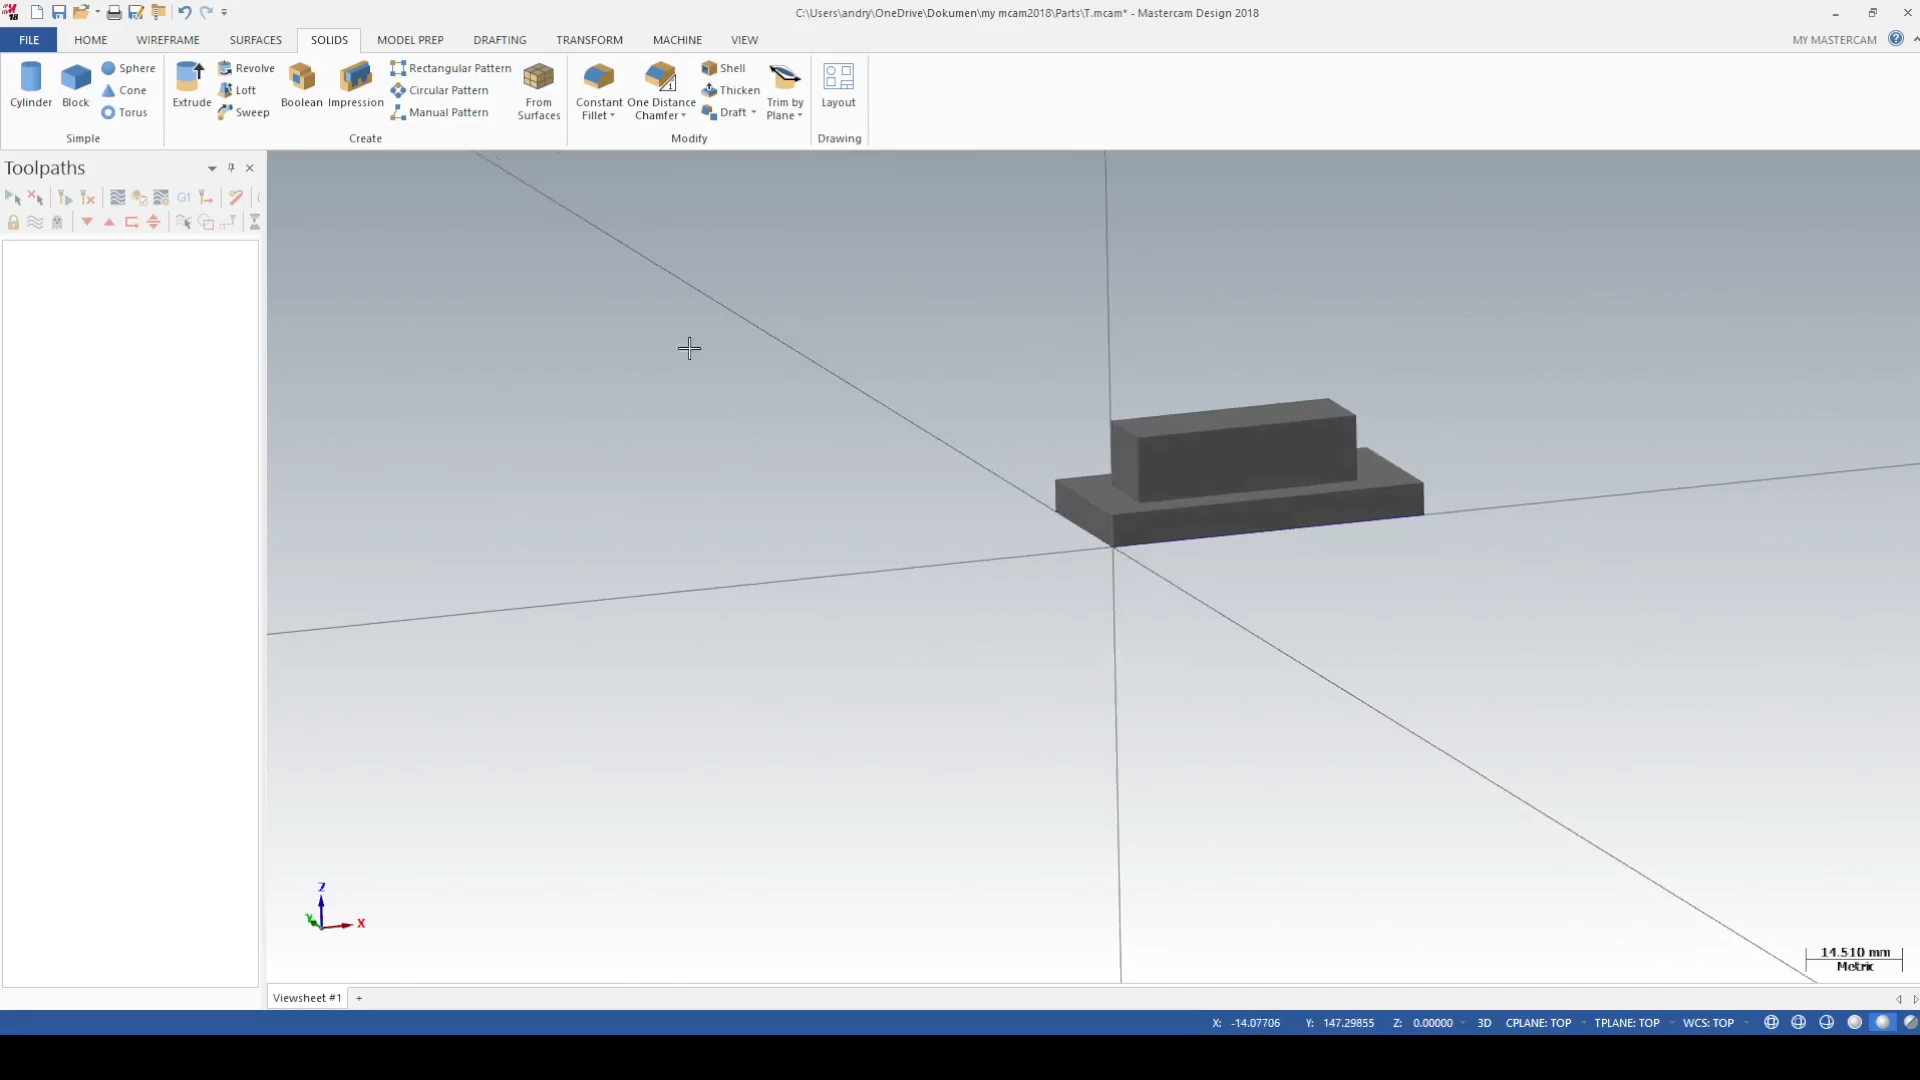 C:\Users\andry\OneDrive\Dokumen\my mcam2018\Parts\T.mcam* - Mastercam Design 2018
FILE HOME WIREFRAME SURFACES SOLIDS MODEL PREP DRAFTING TRANSFORM MACHINE VIEW MY MASTERCAM
Cylinder
Block
Sphere
Cone
Torus
Simple
Extrude
Revolve
Loft
Sweep
Boolean
Impression
Rectangular Pattern
Circular Pattern
Manual Pattern
From
Surfaces
Create
Constant
Fillet
One Distance
Chamfer
Shell
Thicken
Draft
Trim by
Plane
Modify
Layout
Drawing
Toolpaths
G1
Z
Y
X
14.510 mm
Metric
Viewsheet #1 +
X: -14.07706 Y: 147.29855 Z: 0.00000 3D CPLANE: TOP TPLANE: TOP WCS: TOP